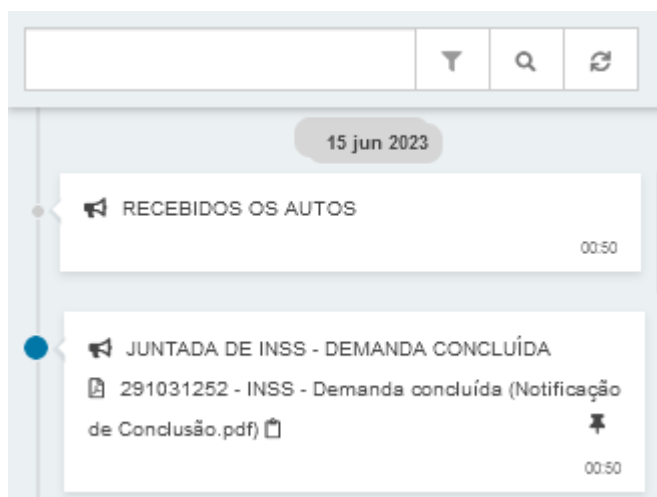 15 jun 2023
RECEBIDOS OS AUTOS
00:50
JUNTADA DE INSS - DEMANDA CONCLUÍDA
291031252 - INSS - Demanda concluída (Notificação
de Conclusão.pdf)
00:50